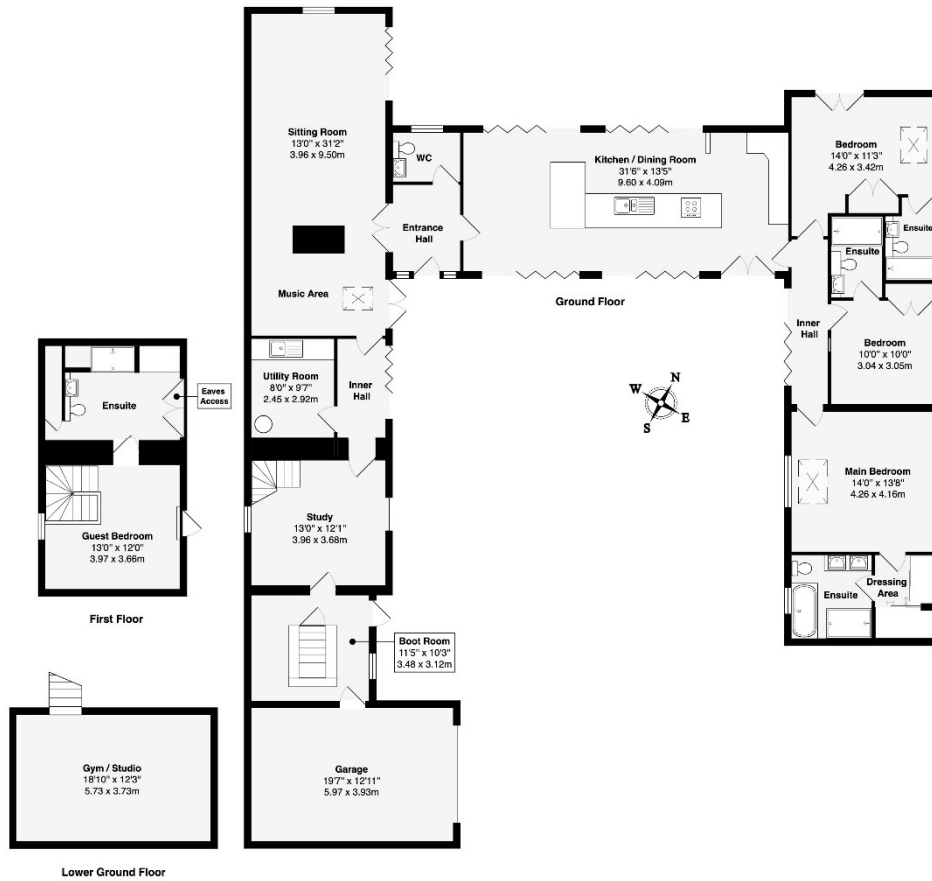 Sitting Room
13'0" x 31'2"
3.96 x 9.50m
Music Area
WC
Entrance
Hall
Kitchen / Dining Room
31'6" x 13'5"
9.60 x 4.09m
Ground Floor
Bedroom
14'0" x 11'3"
4.26 x 3.42m
Ensuite
Ensuite
Inner
Hall
Bedroom
10'0" x 10'0"
3.04 x 3.05m
Main Bedroom
14'0" x 13'8"
4.26 x 4.16m
Ensuite
Dressing
Area
N
W
E
S
Utility Room
8'0" x 9'7"
2.45 x 2.92m
Inner
Hall
Study
13'0" x 12'1"
3.96 x 3.68m
Boot Room
11'5" x 10'3"
3.48 x 3.12m
Garage
19'7" x 12'11"
5.97 x 3.93m
Ensuite
Eaves
Access
Guest Bedroom
13'0" x 12'0"
3.97 x 3.66m
First Floor
Gym / Studio
18'10" x 12'3"
5.73 x 3.73m
Lower Ground Floor